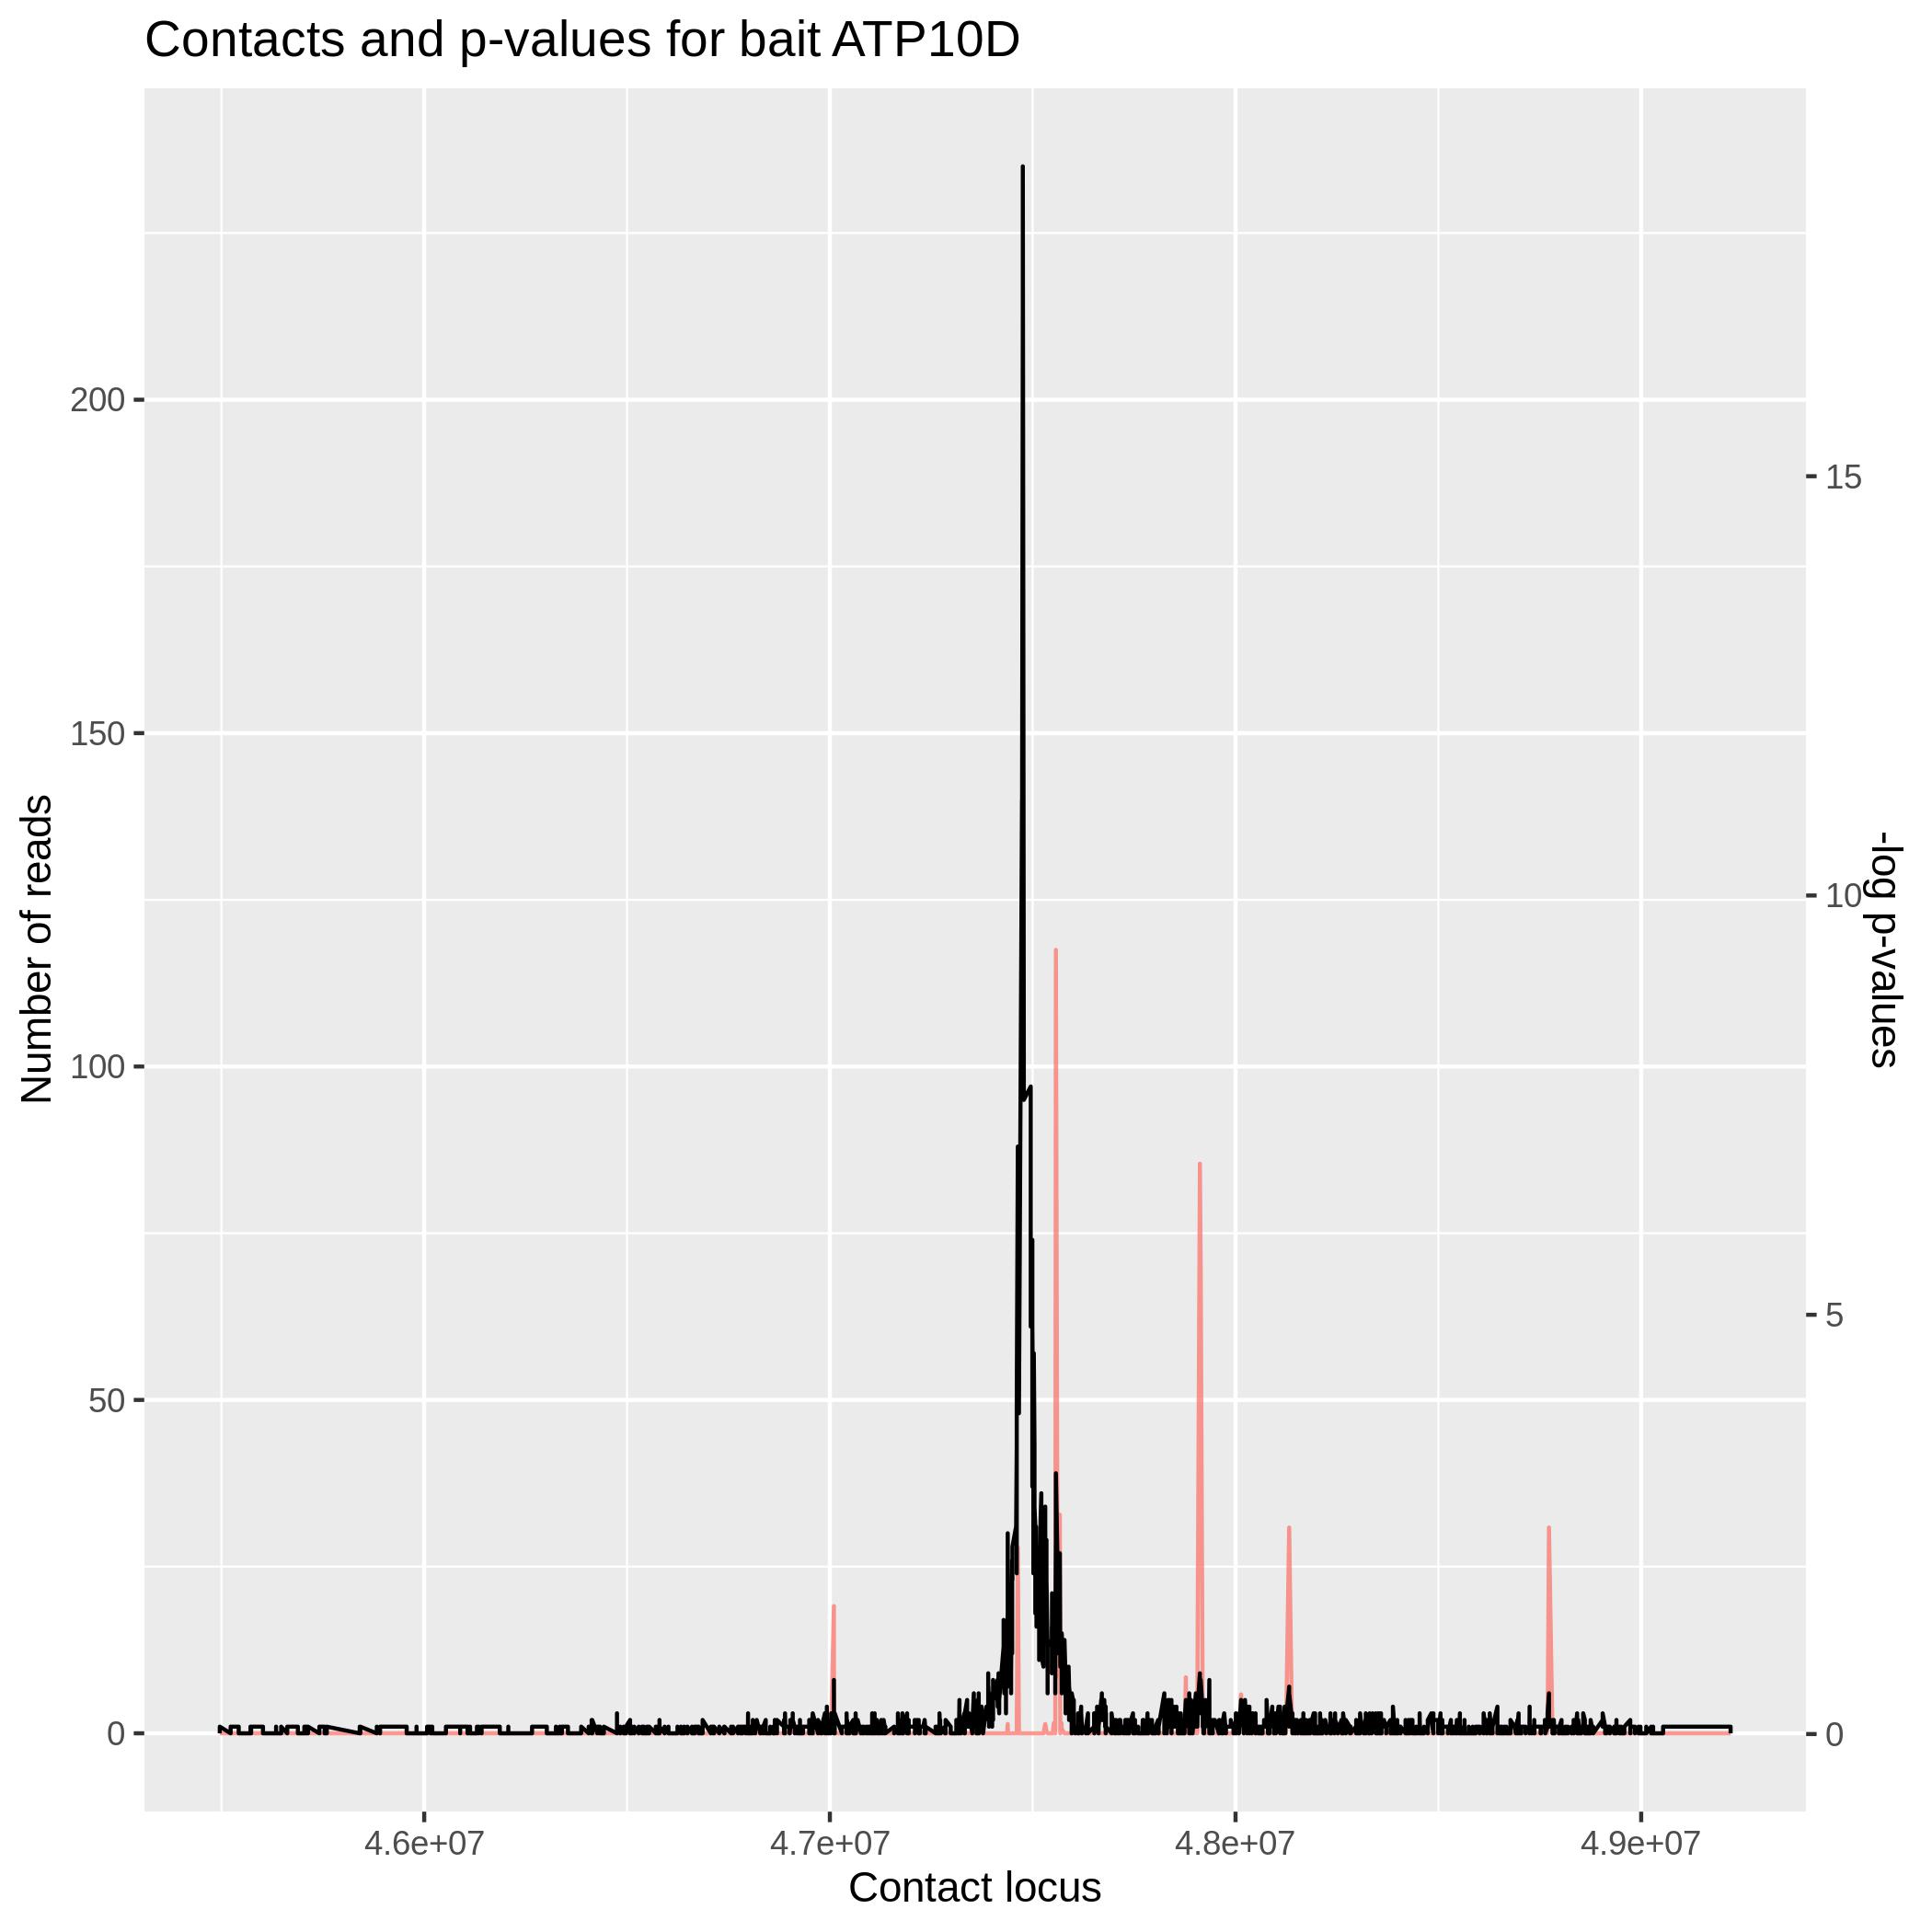 Contacts and p-values for bait ATP10D
Number of reads
200
150
100
50
0
15
10
5
0
-log p-values
4.6e+07
4.7e+07
4.8e+07
4.9e+07
Contact locus